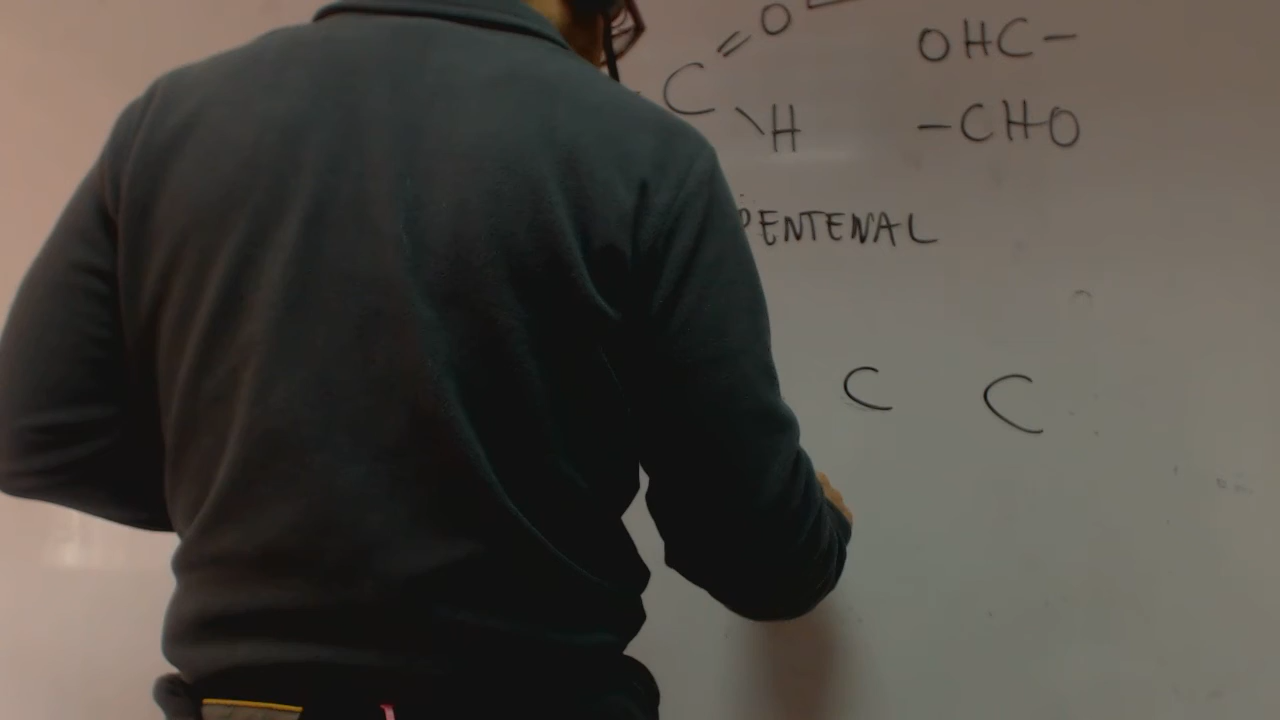 O
OHC-
C
H
-CHO
PENTENAL
C C